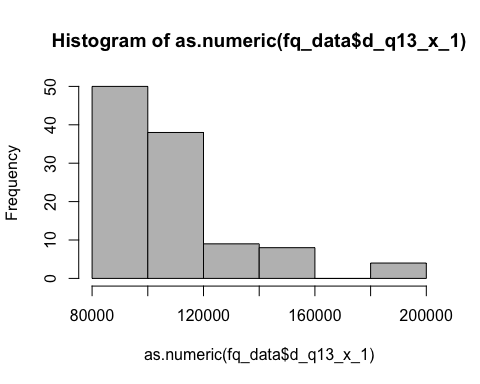 Histogram of as.numeric(fq_data$d_q13_x_1)
Frequency
50
40
30
20
10
0
80000 120000 160000 200000
as.numeric(fq_data$d_q13_x_1)